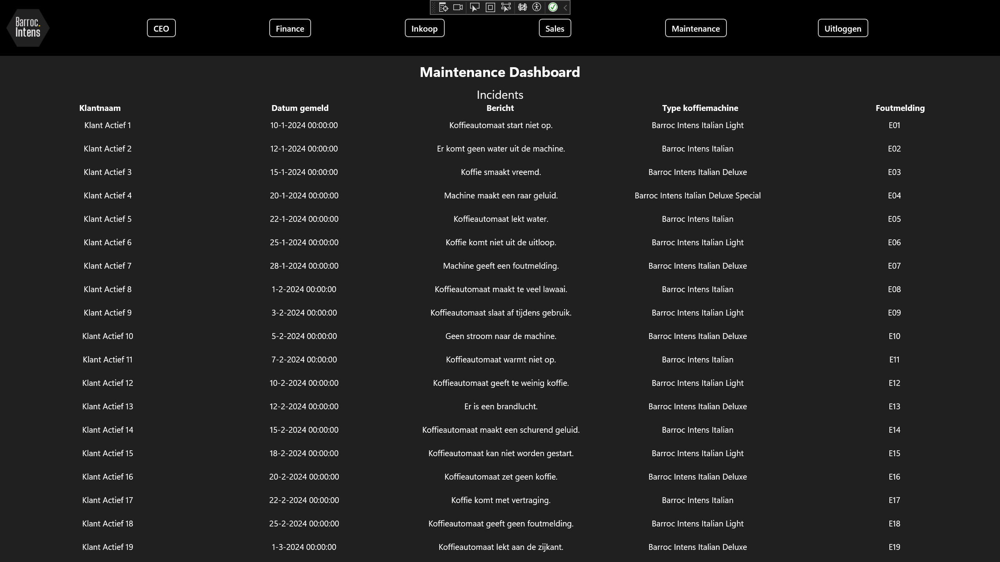 Barroc.
Intens
CEO Finance Inkoop Sales Maintenance Uitloggen
Maintenance Dashboard
Incidents
Klantnaam Datum gemeld Bericht Type koffiemachine Foutmelding
Klant Actief 1 10-1-2024 00:00:00 Koffieautomaat start niet op. Barroc Intens Italian Light E01
Klant Actief 2 12-1-2024 00:00:00 Er komt geen water uit de machine. Barroc Intens Italian E02
Klant Actief 3 15-1-2024 00:00:00 Koffie smaakt vreemd. Barroc Intens Italian Deluxe E03
Klant Actief 4 20-1-2024 00:00:00 Machine maakt een raar geluid. Barroc Intens Italian Deluxe Special E04
Klant Actief 5 22-1-2024 00:00:00 Koffieautomaat lekt water. Barroc Intens Italian E05
Klant Actief 6 25-1-2024 00:00:00 Koffie komt niet uit de uitloop. Barroc Intens Italian Light E06
Klant Actief 7 28-1-2024 00:00:00 Machine geeft een foutmelding. Barroc Intens Italian Deluxe E07
Klant Actief 8 1-2-2024 00:00:00 Koffieautomaat maakt te veel lawaai. Barroc Intens Italian E08
Klant Actief 9 3-2-2024 00:00:00 Koffieautomaat slaat af tijdens gebruik. Barroc Intens Italian Light E09
Klant Actief 10 5-2-2024 00:00:00 Geen stroom naar de machine. Barroc Intens Italian Deluxe E10
Klant Actief 11 7-2-2024 00:00:00 Koffieautomaat warmt niet op. Barroc Intens Italian E11
Klant Actief 12 10-2-2024 00:00:00 Koffieautomaat geeft te weinig koffie. Barroc Intens Italian Light E12
Klant Actief 13 12-2-2024 00:00:00 Er is een brandlucht. Barroc Intens Italian Deluxe E13
Klant Actief 14 15-2-2024 00:00:00 Koffieautomaat maakt een schurend geluid. Barroc Intens Italian E14
Klant Actief 15 18-2-2024 00:00:00 Koffieautomaat kan niet worden gestart. Barroc Intens Italian Light E15
Klant Actief 16 20-2-2024 00:00:00 Koffieautomaat zet geen koffie. Barroc Intens Italian Deluxe E16
Klant Actief 17 22-2-2024 00:00:00 Koffie komt met vertraging. Barroc Intens Italian E17
Klant Actief 18 25-2-2024 00:00:00 Koffieautomaat geeft geen foutmelding. Barroc Intens Italian Light E18
Klant Actief 19 1-3-2024 00:00:00 Koffieautomaat lekt aan de zijkant. Barroc Intens Italian Deluxe E19